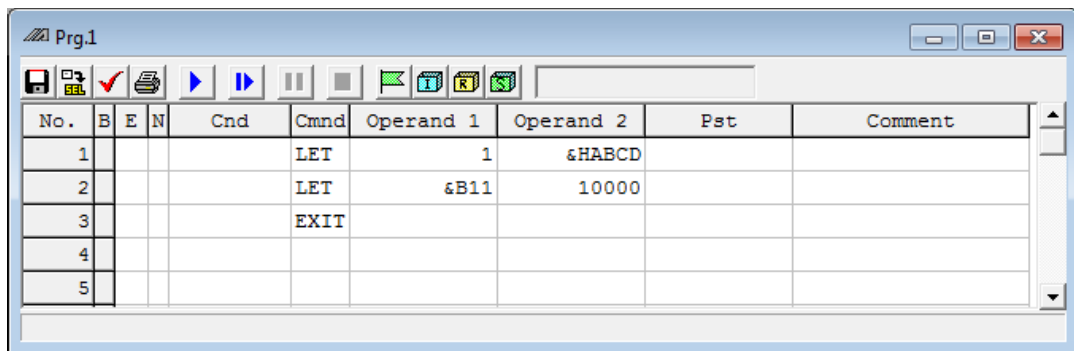 Prg.1
SEL I R S
No. B E N Cnd Cmnd Operand 1 Operand 2 Pst Comment
1 LET 1 &HABCD
2 LET &B11 10000
3 EXIT
4
5